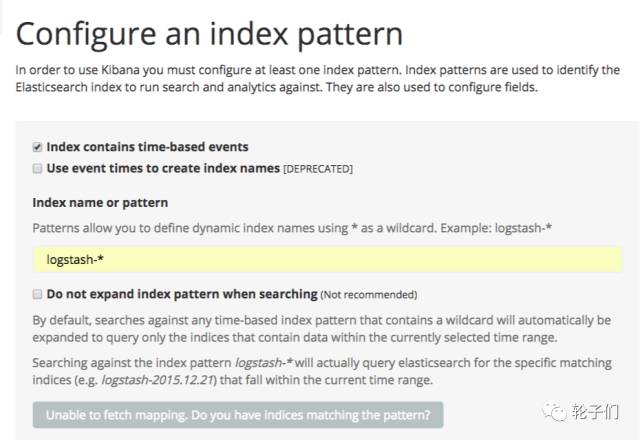 Configure an index pattern
In order to use Kibana you must configure at least one index pattern. Index patterns are used to identify the
Elasticsearch index to run search and analytics against. They are also used to configure fields.
Index contains time-based events
Use event times to create index names [DEPRECATED]
Index name or pattern
Patterns allow you to define dynamic index names using * as a wildcard. Example: logstash-*
logstash-*
Do not expand index pattern when searching (Not recommended)
By default, searches against any time-based index pattern that contains a wildcard will automatically be
expanded to query only the indices that contain data within the currently selected time range.
Searching against the index pattern logstash-* will actually query elasticsearch for the specific matching
indices (e.g. logstash-2015.12.21) that fall within the current time range.
Unable to fetch mapping. Do you have indices matching the pattern?
轮子们